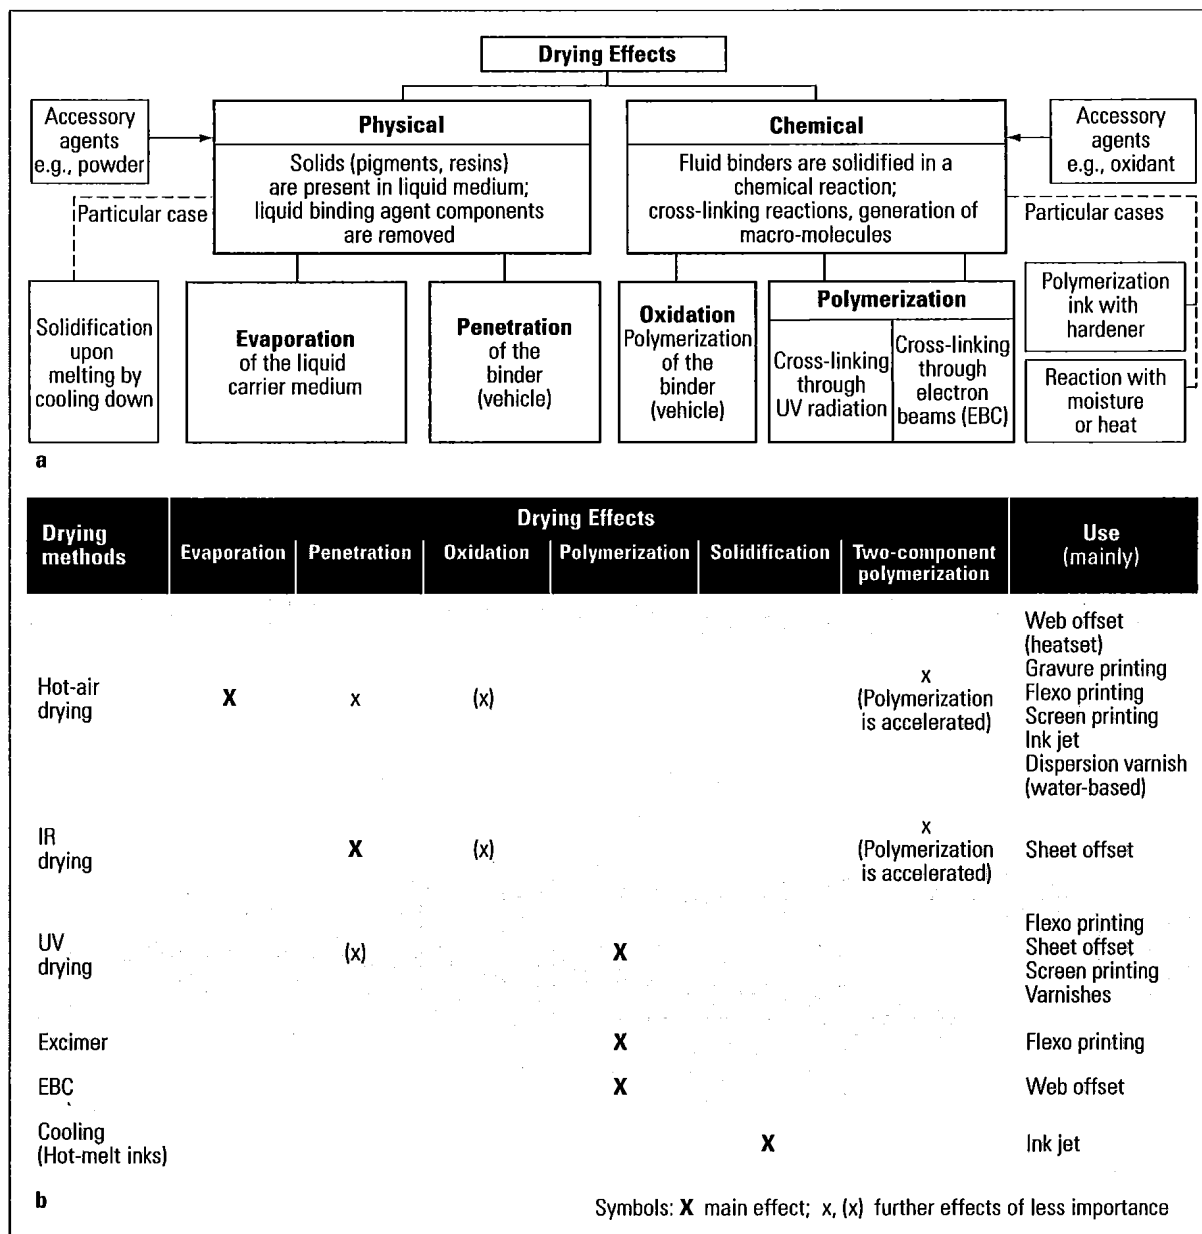 Drying Effects
Accessory
agents
e.g., powder
Physical
Solids (pigments, resins)
are present in liquid medium;
liquid binding agent components
are removed
Chemical
Fluid binders are solidified in a
chemical reaction;
cross-linking reactions, generation of
macro-molecules
Accessory
agents
e.g., oxidant
Particular case
Particular cases
Solidification
upon
melting by
cooling down
Evaporation
of the liquid
carrier medium
Penetration
of the
binder
(vehicle)
Oxidation
Polymerization
of the
binder
(vehicle)
Polymerization
Cross-linking
through
UV radiation
Cross-linking
through
electron
beams (EBC)
Polymerization
ink with
hardener
Reaction with
moisture
or heat
a
Drying
methods
Drying Effects
Evaporation
Penetration
Oxidation
Polymerization
Solidification
Two-component
polymerization
Use
(mainly)
Hot-air
drying
X
x
(x)
x
(Polymerization
is accelerated)
Web offset
(heatset)
Gravure printing
Flexo printing
Screen printing
Ink jet
Dispersion varnish
(water-based)
IR
drying
X
(x)
x
(Polymerization
is accelerated)
Sheet offset
UV
drying
(x)
X
Flexo printing
Sheet offset
Screen printing
Varnishes
Excimer
X
Flexo printing
EBC
X
Web offset
Cooling
(Hot-melt inks)
X
Ink jet
b
Symbols: X main effect; x, (x) further effects of less importance